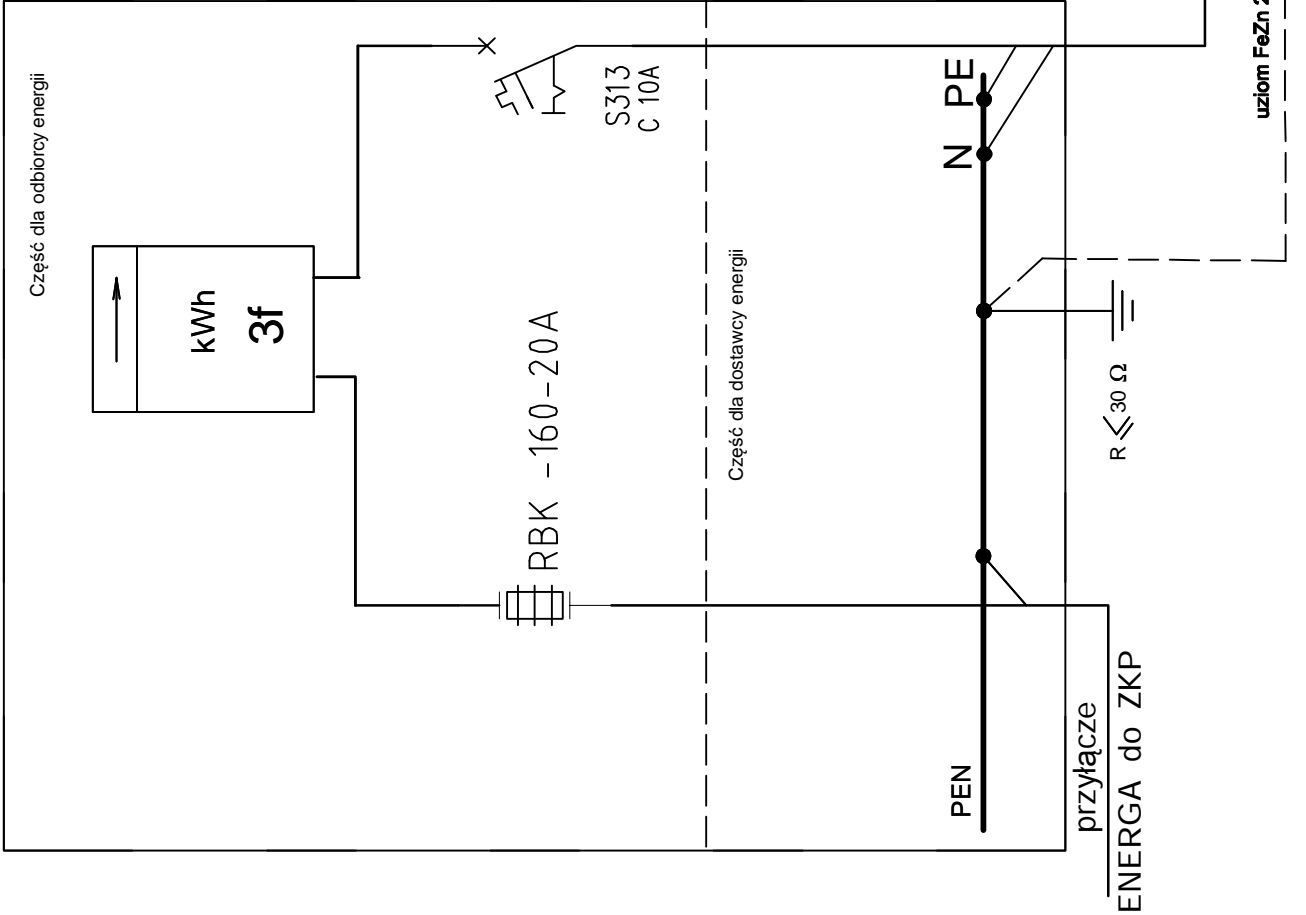 Część dla odbiorcy energii
kWh
3f
S313
C 10A
RBK -160-20A
Część dla dostawcy energii
PEN
N PE
R ≤ 30 Ω
przyłącze
ENERGA do ZKP
uziom FeZn 2